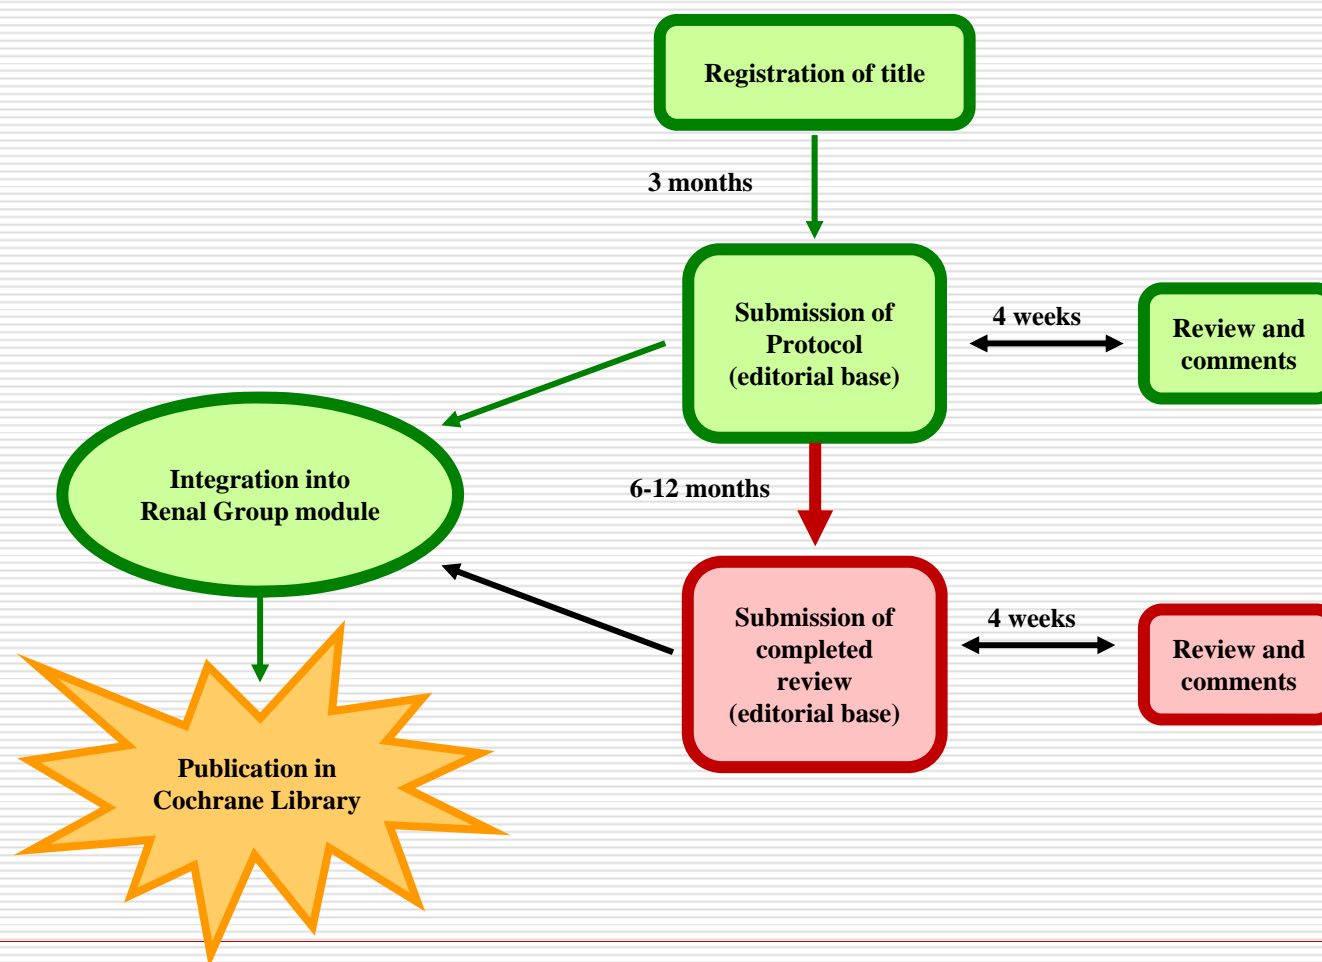 Registration of title
3 months
Submission of
Protocol
(editorial base)
4 weeks
Review and
comments
Integration into
Renal Group module
6-12 months
Submission of
completed
review
(editorial base)
4 weeks
Review and
comments
Publication in
Cochrane Library